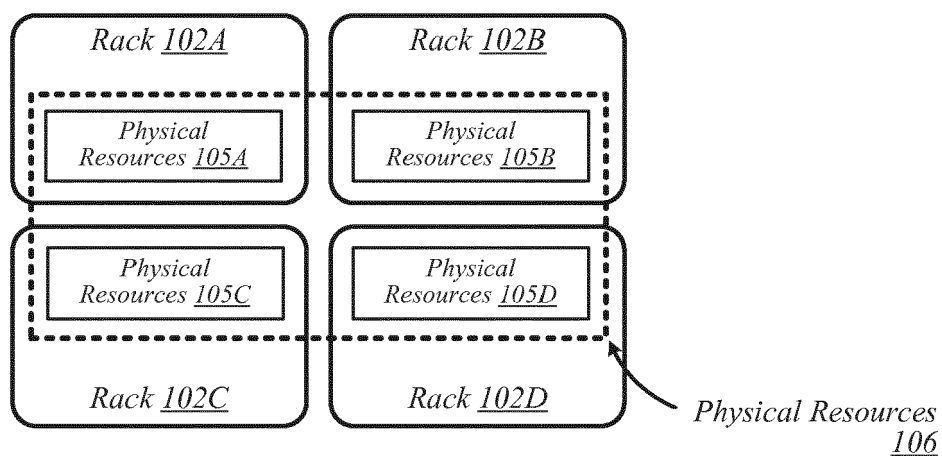 Rack 102A
Rack 102B
Physical
Resources 105A
Physical
Resources 105B
Physical
Resources 105C
Physical
Resources 105D
Rack 102C
Rack 102D
Physical Resources
106